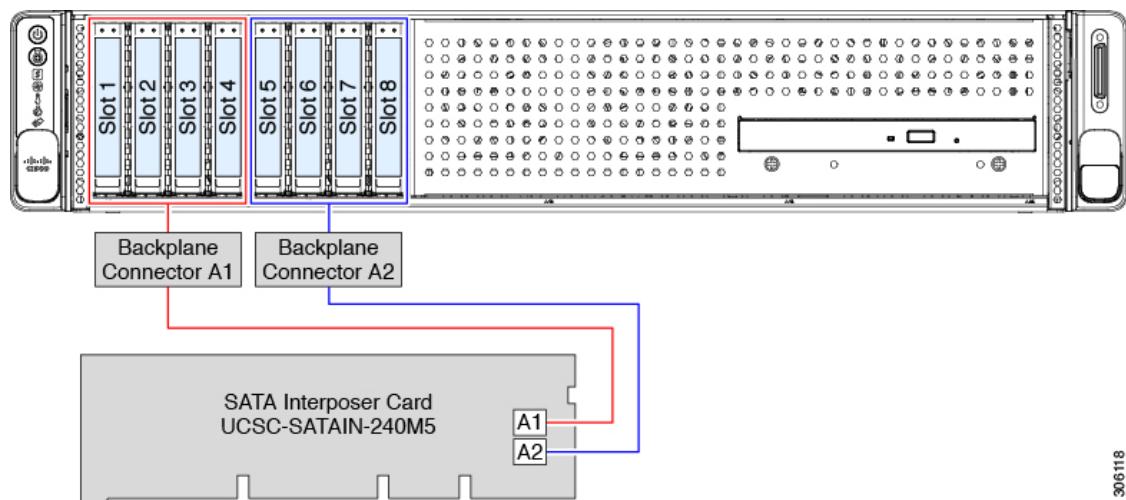 Slot 1
Slot 2
Slot 3
Slot 4
Slot 5
Slot 6
Slot 7
Slot 8
CISCO
Backplane
Connector A1
Backplane
Connector A2
SATA Interposer Card
UCSC-SATAIN-240M5
A1
A2
306118